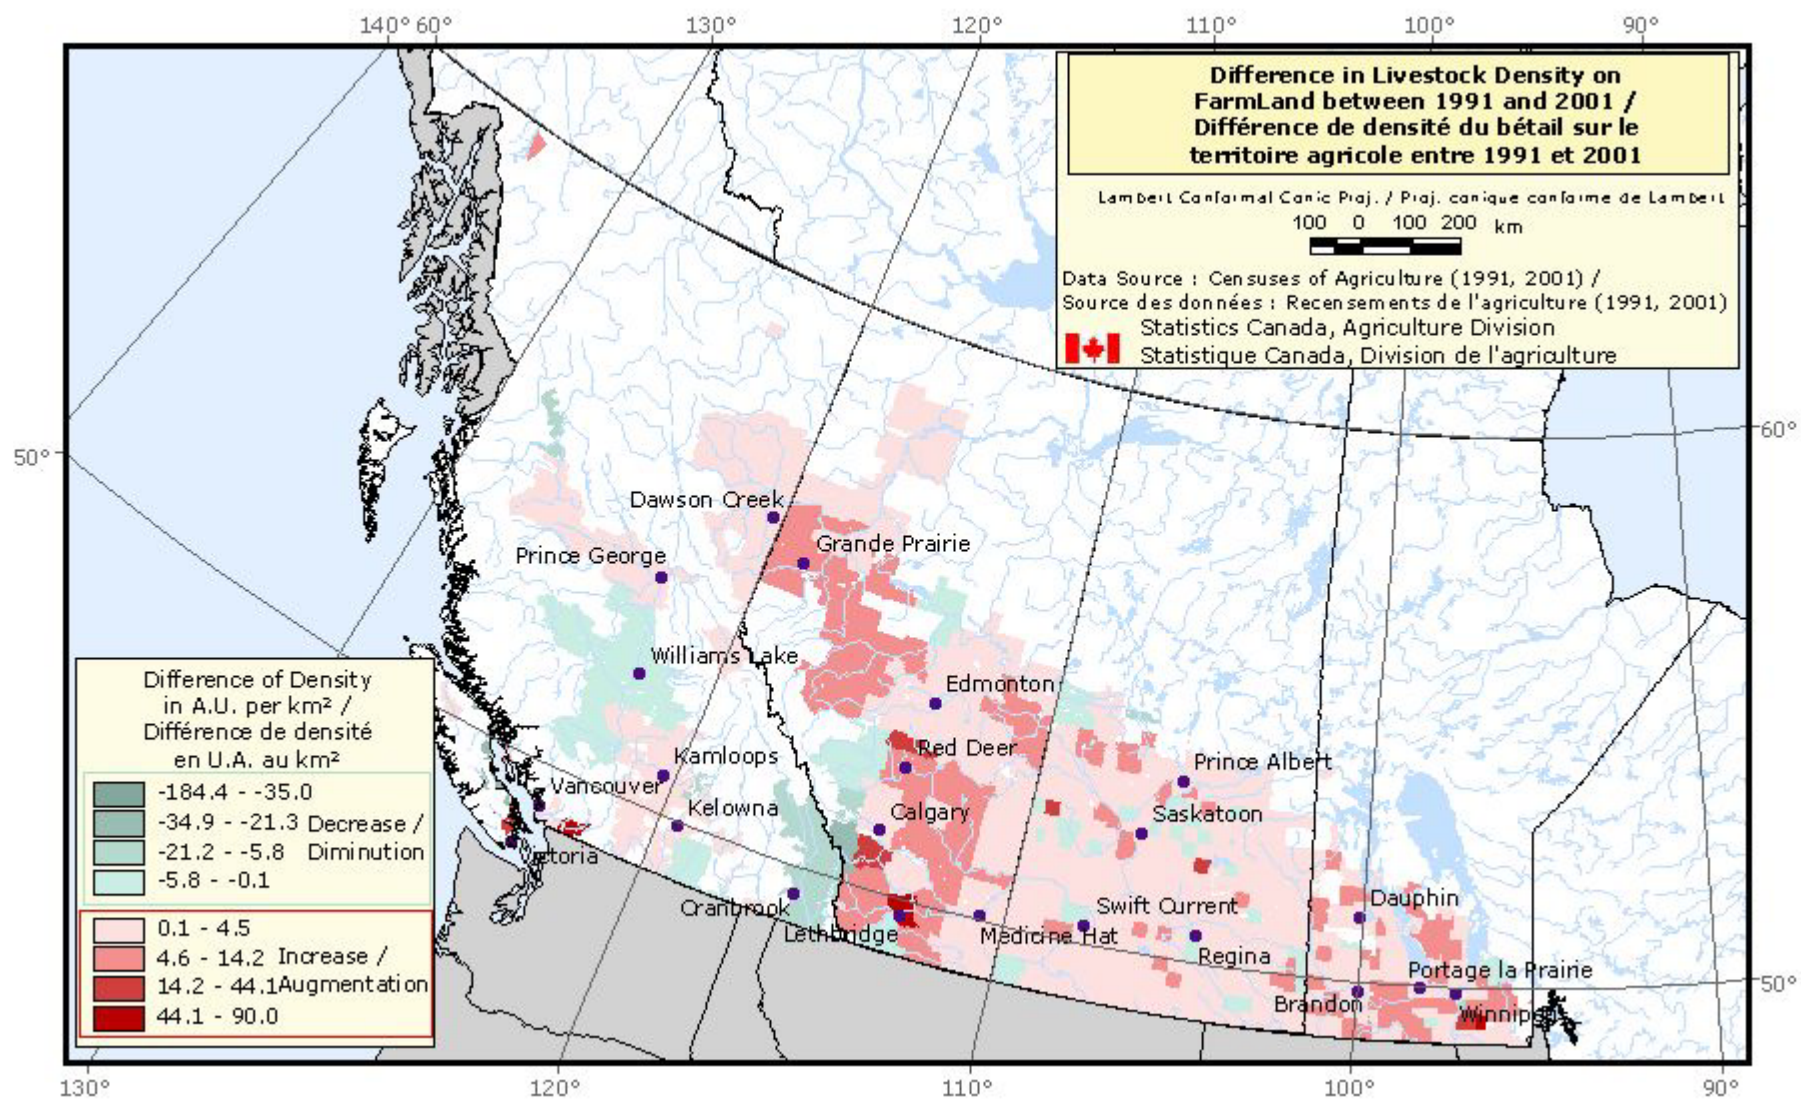 140° 60° 130° 120° 110° 100° 90°
Difference in Livestock Density on
FarmLand between 1991 and 2001 /
Différence de densité du bétail sur le
territoire agricole entre 1991 et 2001
Lambert Conformal Conic Proj. / Proj. conique conforme de Lambert
100 0 100 200 km
Data Source : Censuses of Agriculture (1991, 2001) /
Source des données : Recensements de l'agriculture (1991, 2001)
Statistics Canada, Agriculture Division
Statistique Canada, Division de l'agriculture
60°
50°
Dawson Creek
Grande Prairie
Prince George
Williams Lake
Edmonton
Red Deer
Kamloops
Prince Albert
Vancouver
Kelowna
Calgary
Saskatoon
ctoria
Cranbrook
Swift Current
Dauphin
Lethbridge
Medicine Hat
Regina
Portage la Prairie
Brandon
Winnipeg
50°
Difference of Density
in A.U. per km² /
Différence de densité
en U.A. au km²
-184.4 - -35.0
-34.9 - -21.3 Decrease /
-21.2 - -5.8 Diminution
-5.8 - -0.1
0.1 - 4.5
4.6 - 14.2 Increase /
14.2 - 44.1 Augmentation
44.1 - 90.0
130° 120° 110° 100° 90°